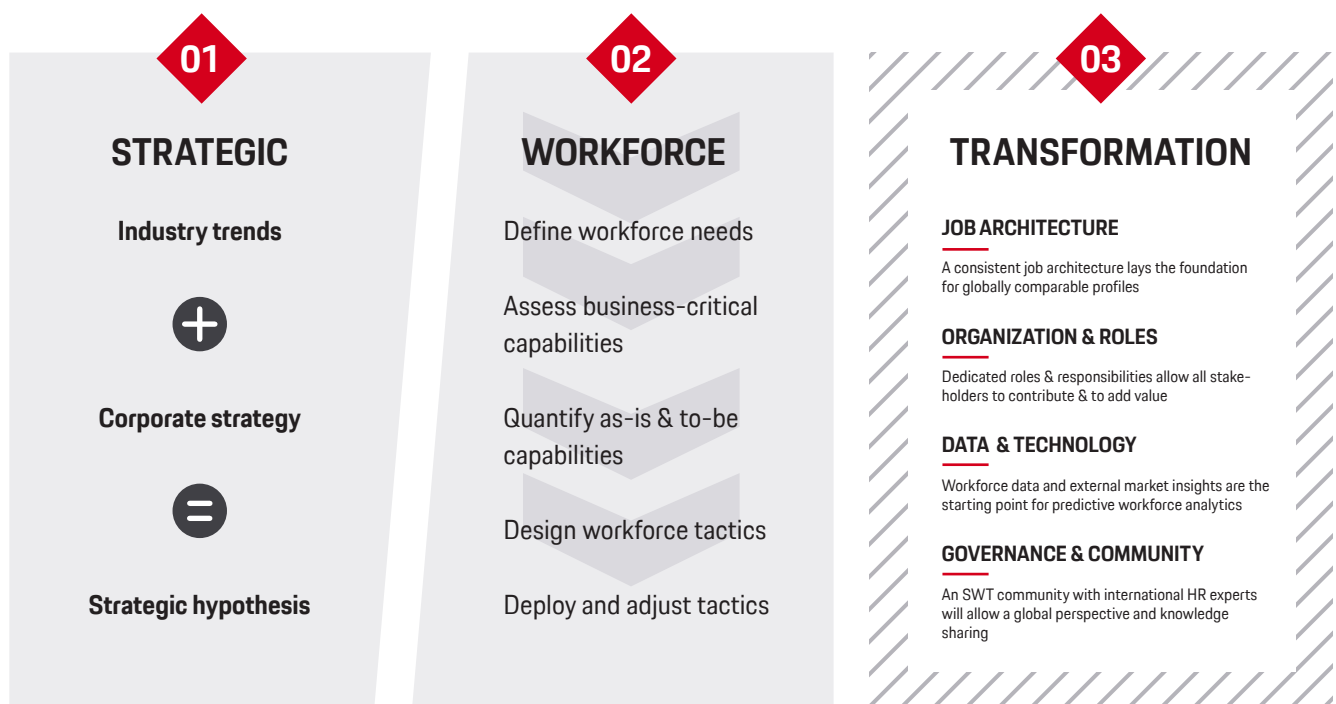 01
STRATEGIC
Industry trends
+
Corporate strategy
=
Strategic hypothesis
02
WORKFORCE
Define workforce needs
Assess business-critical
capabilities
Quantify as-is & to-be
capabilities
Design workforce tactics
Deploy and adjust tactics
03
TRANSFORMATION
JOB ARCHITECTURE
A consistent job architecture lays the foundation
for globally comparable profiles
ORGANIZATION & ROLES
Dedicated roles & responsibilities allow all stake-
holders to contribute & to add value
DATA & TECHNOLOGY
Workforce data and external market insights are the
starting point for predictive workforce analytics
GOVERNANCE & COMMUNITY
An SWT community with international HR experts
will allow a global perspective and knowledge
sharing